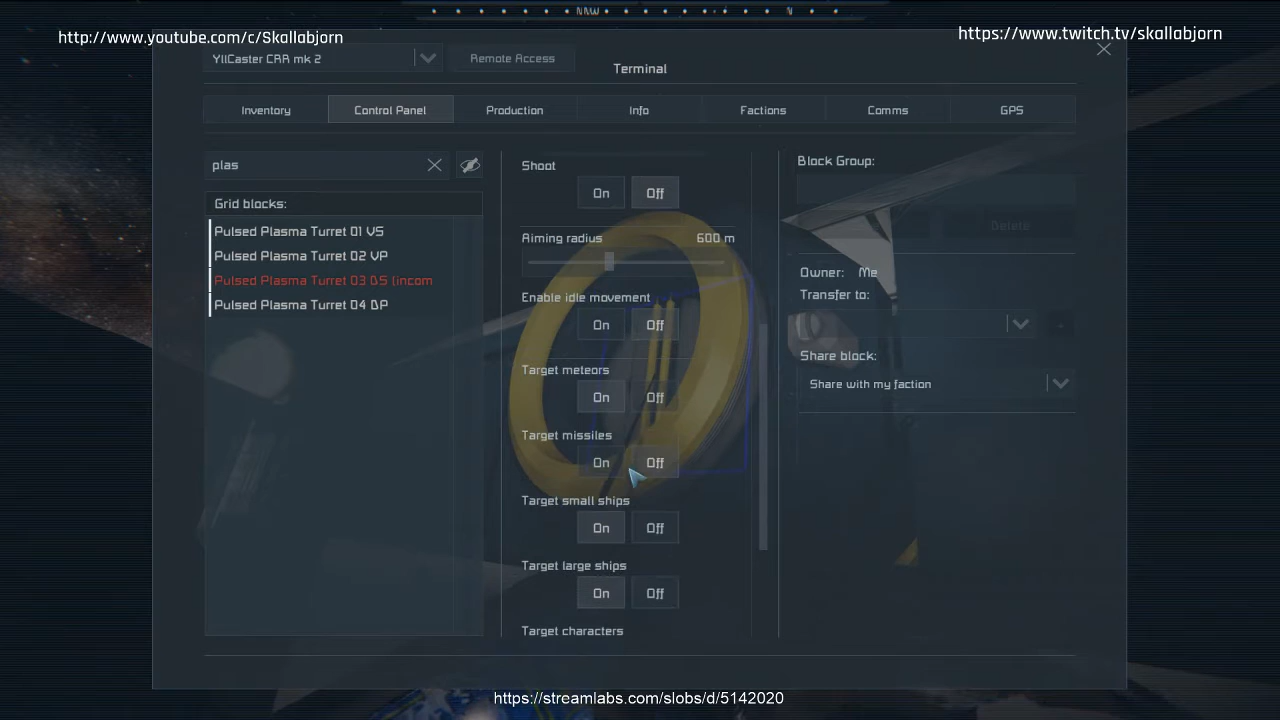 NNW N
http://www.youtube.com/c/Skallabjorn
https://www.twitch.tv/skallabjorn
YllCaster CRR mk 2
Remote Access
Terminal
Inventory
Control Panel
Production
Info
Factions
Comms
GPS
plas
Grid blocks:
Pulsed Plasma Turret 01 VS
Pulsed Plasma Turret 02 VP
Pulsed Plasma Turret 03 BS (incom
Pulsed Plasma Turret 04 BP
Shoot
On Off
Aiming radius 600 m
Enable idle movement
On Off
Target meteors
On Off
Target missiles
On Off
Target small ships
On Off
Target large ships
On Off
Target characters
Block Group:
Delete
Owner: Me
Transfer to:
Share block:
Share with my faction
https://streamlabs.com/slobs/d/5142020